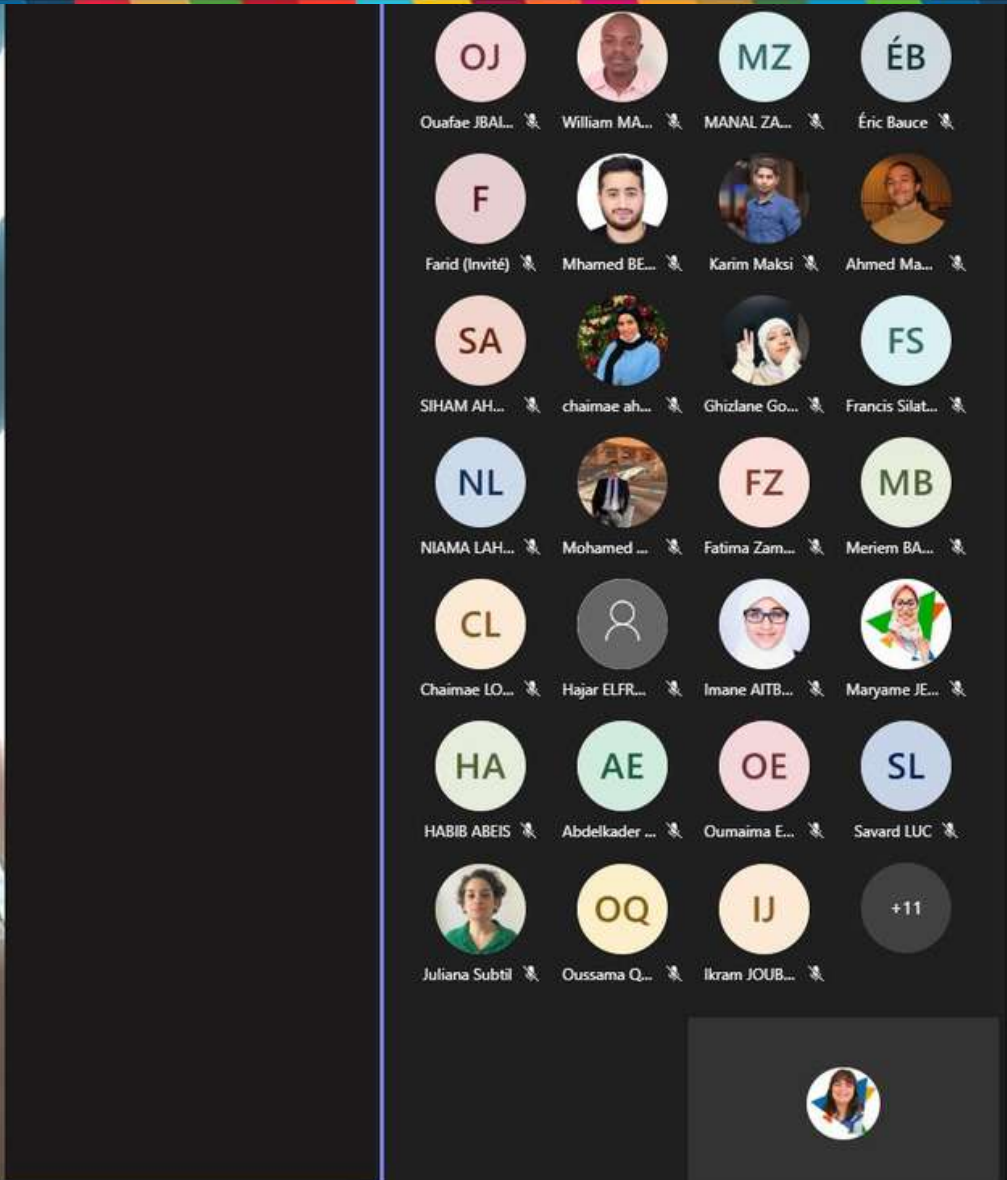 OJ MZ ÉB
Ouafae JBAI... William MA... MANAL ZA... Éric Bauce
F
Farid (Invité) Mhamed BE... Karim Maksi Ahmed Ma...
SA FS
SIHAM AH... chaimae ah... Ghizlane Go... Francis Silat...
NL FZ MB
NIAMA LAH... Mohamed ... Fatima Zam... Meriem BA...
CL
Chaimae LO... Hajar ELFR... Imane AITB... Maryame JE...
HA AE OE SL
HABIB ABEIS Abdelkader ... Oumaima E... Savard LUC
OQ IJ +11
Juliana Subtil Oussama Q... Ikram JOUB...